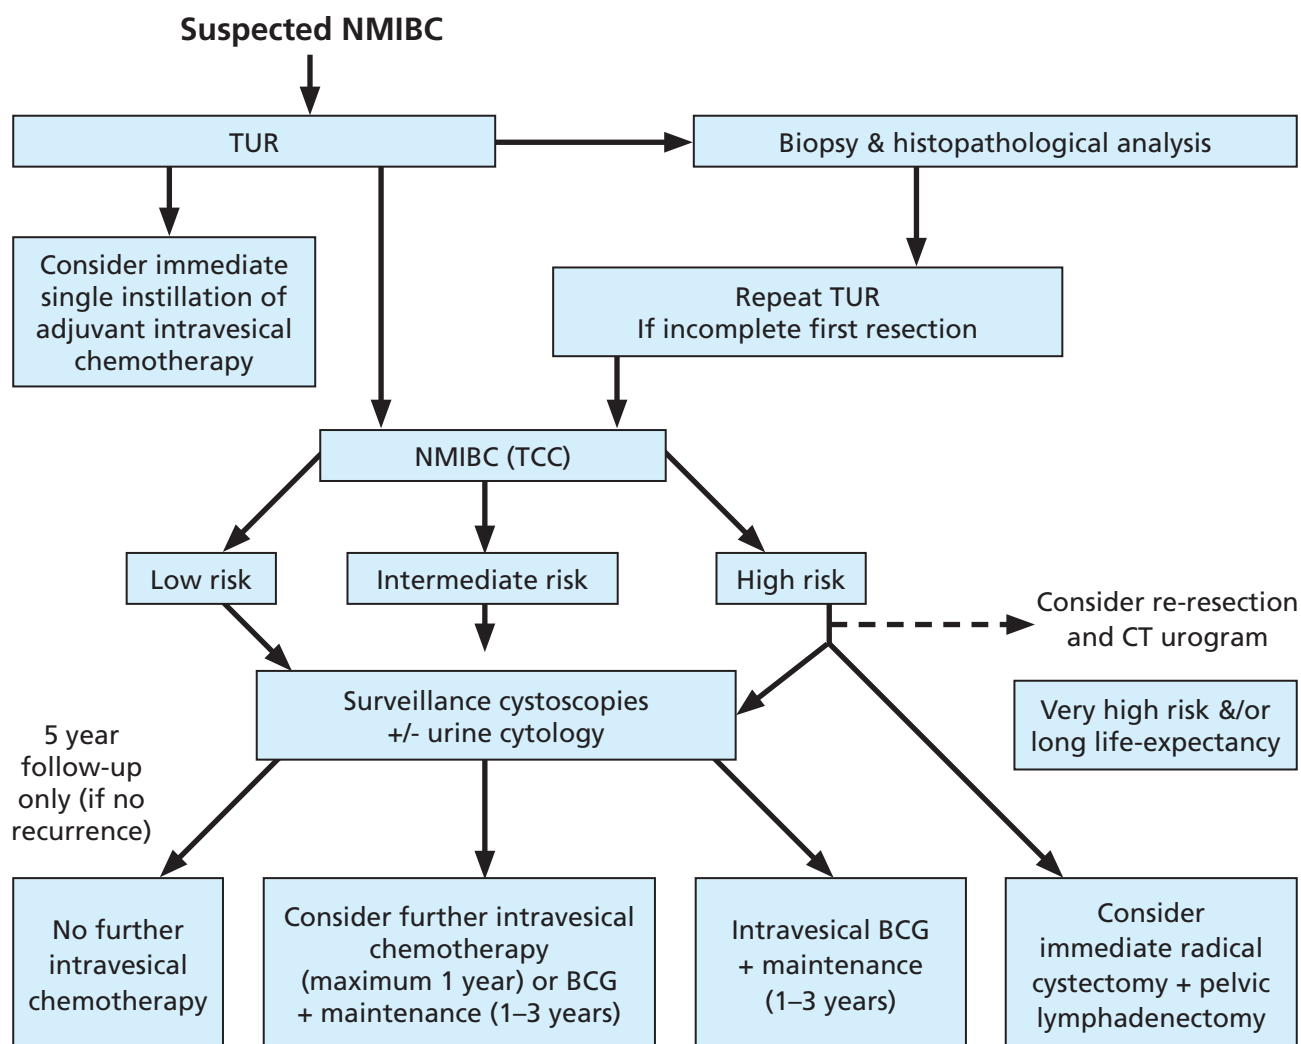 Suspected NMIBC
TUR
Biopsy & histopathological analysis
Consider immediate
single instillation of
adjuvant intravesical
chemotherapy
Repeat TUR
If incomplete first resection
NMIBC (TCC)
Low risk
Intermediate risk
High risk
Consider re-resection
and CT urogram
Surveillance cystoscopies
+/- urine cytology
Very high risk &/or
long life-expectancy
5 year
follow-up
only (if no
recurrence)
No further
intravesical
chemotherapy
Consider further intravesical
chemotherapy
(maximum 1 year) or BCG
+ maintenance (1–3 years)
Intravesical BCG
+ maintenance
(1–3 years)
Consider
immediate radical
cystectomy + pelvic
lymphadenectomy